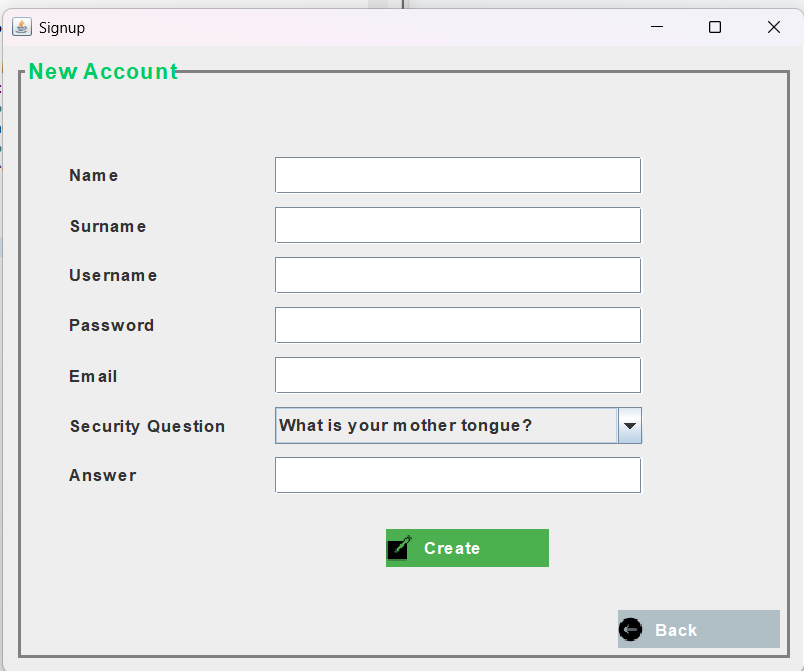 Signup
New Account
Name
Surname
Username
Password
Email
Security Question What is your mother tongue?
Answer
Create
Back